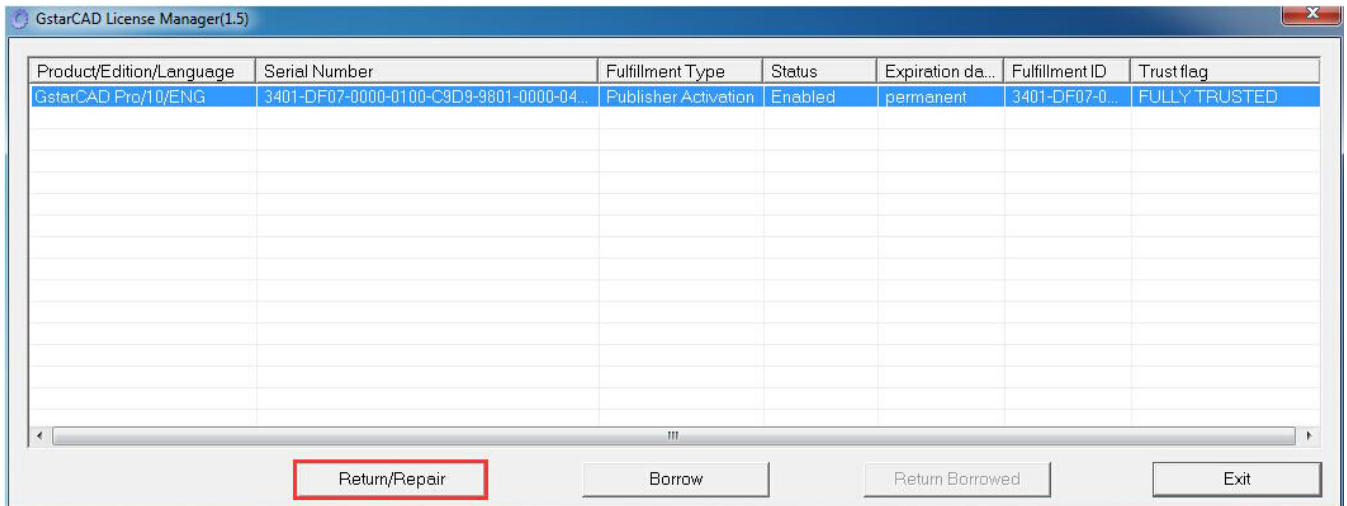 GstarCAD License Manager(1.5)
Product/Edition/Language Serial Number Fulfillment Type Status Expiration da... Fulfillment ID Trust flag
GstarCAD Pro/10/ENG 3401-DF07-0000-0100-C9D9-9801-0000-04... Publisher Activation Enabled permanent 3401-DF07-0... FULLY TRUSTED
Return/Repair Borrow Return Borrowed Exit